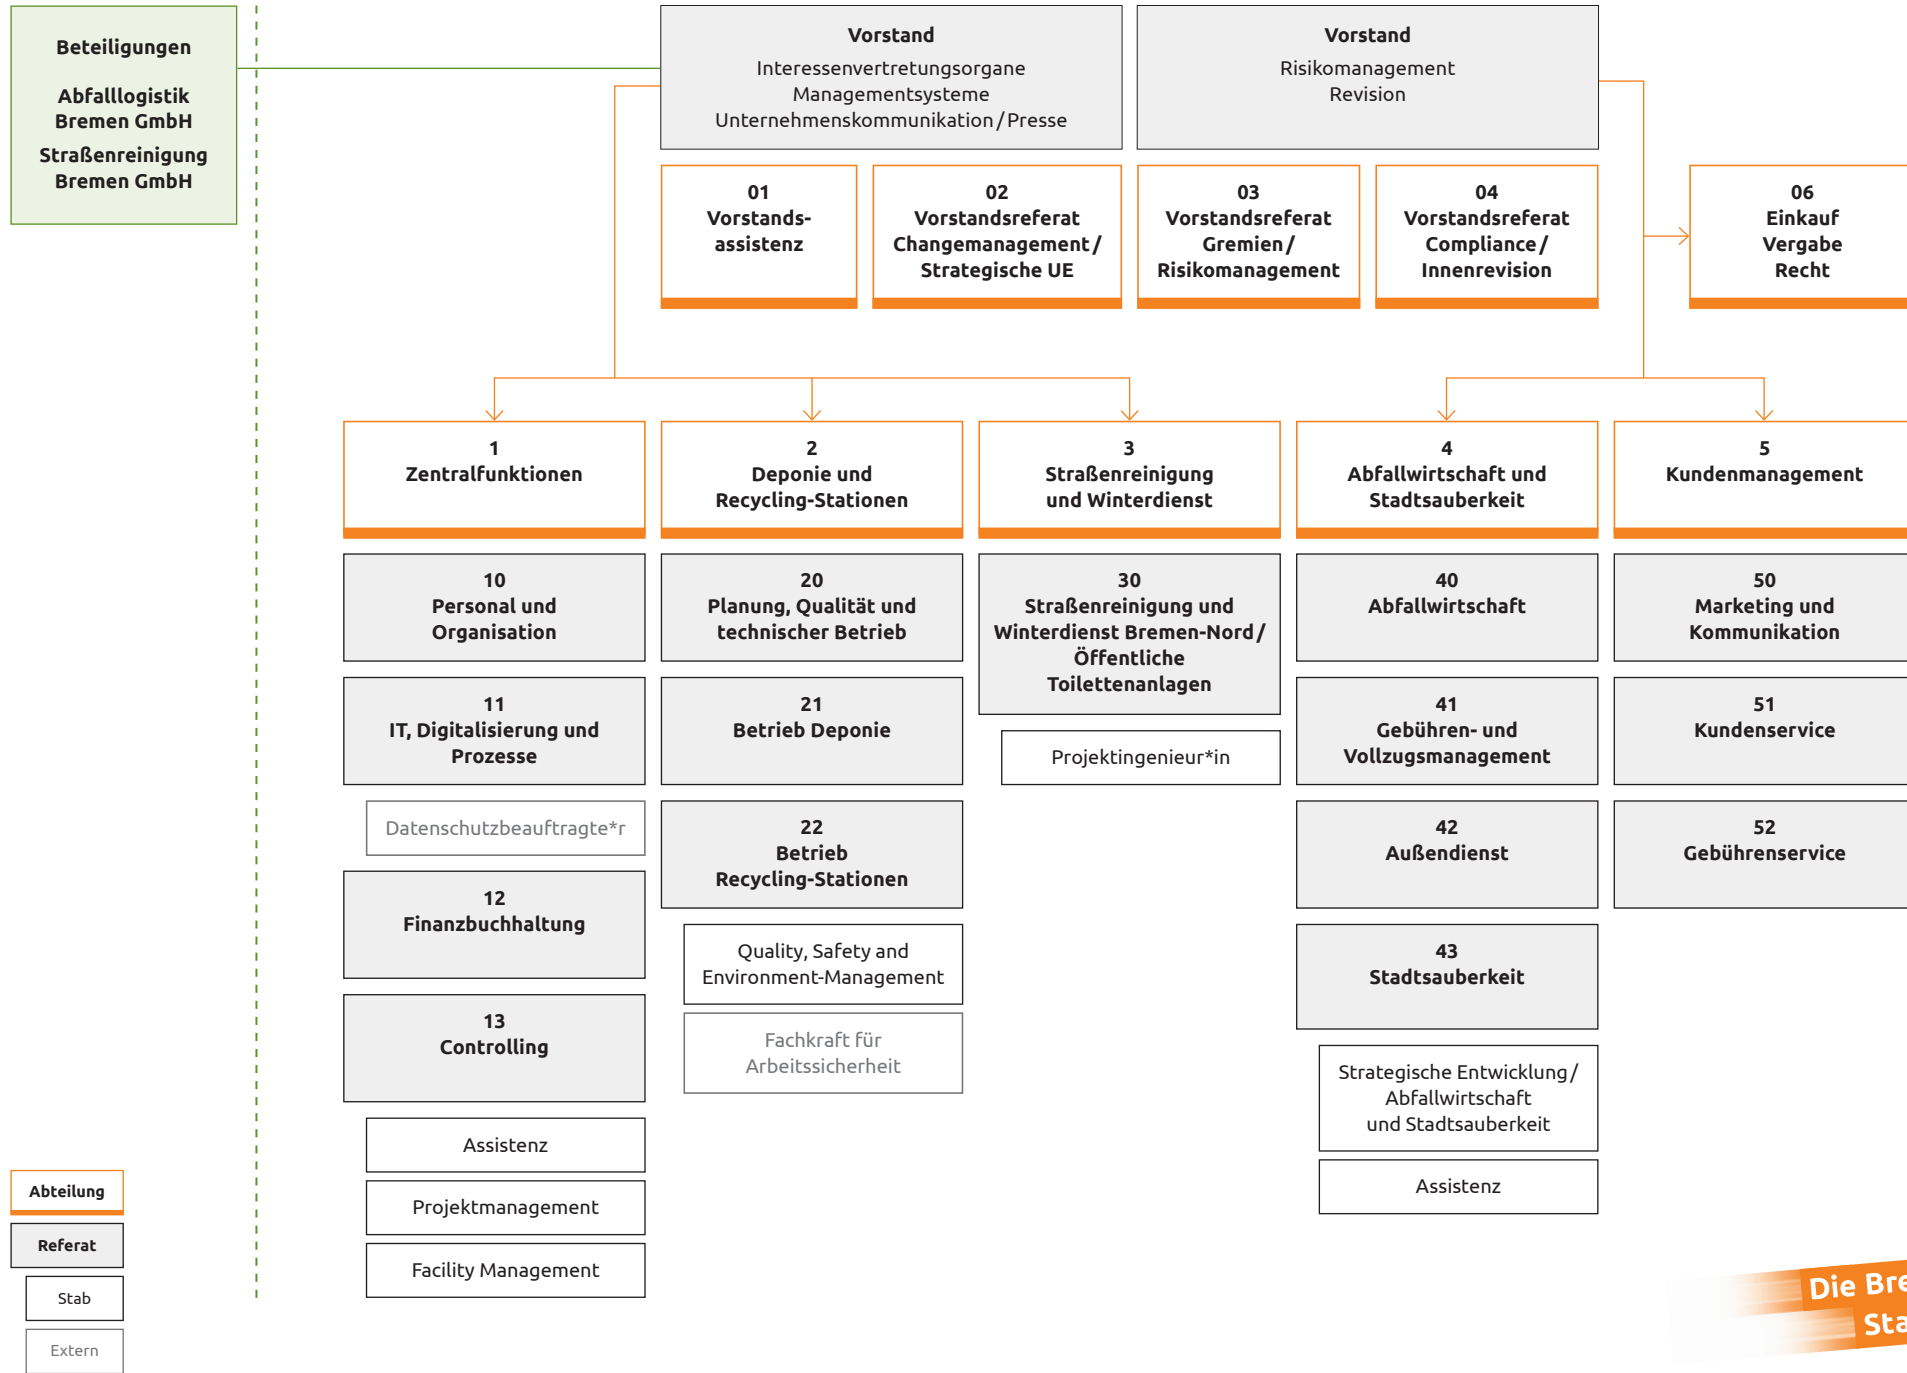 Beteiligungen
Abfalllogistik
Bremen GmbH
Straßenreinigung
Bremen GmbH
Vorstand
Interessenvertretungsorgane
Managementsysteme
Unternehmenskommunikation / Presse
Vorstand
Risikomanagement
Revision
01
Vorstands-
assistenz
02
Vorstandsreferat
Changemanagement /
Strategische UE
03
Vorstandsreferat
Gremien /
Risikomanagement
04
Vorstandsreferat
Compliance /
Innenrevision
06
Einkauf
Vergabe
Recht
1
Zentralfunktionen
2
Deponie und
Recycling-Stationen
3
Straßenreinigung
und Winterdienst
4
Abfallwirtschaft und
Stadtsauberkeit
5
Kundenmanagement
10
Personal und
Organisation
11
IT, Digitalisierung und
Prozesse
Datenschutzbeauftragte*r
12
Finanzbuchhaltung
13
Controlling
Assistenz
Projektmanagement
Facility Management
20
Planung, Qualität und
technischer Betrieb
21
Betrieb Deponie
22
Betrieb
Recycling-Stationen
Quality, Safety and
Environment-Management
Fachkraft für
Arbeitssicherheit
30
Straßenreinigung und
Winterdienst Bremen-Nord /
Öffentliche
Toilettenanlagen
Projektingenieur*in
40
Abfallwirtschaft
41
Gebühren- und
Vollzugsmanagement
42
Außendienst
43
Stadtsauberkeit
Strategische Entwicklung /
Abfallwirtschaft
und Stadtsauberkeit
Assistenz
50
Marketing und
Kommunikation
51
Kundenservice
52
Gebührenservice
Abteilung
Referat
Stab
Extern
Die Bre
Sta